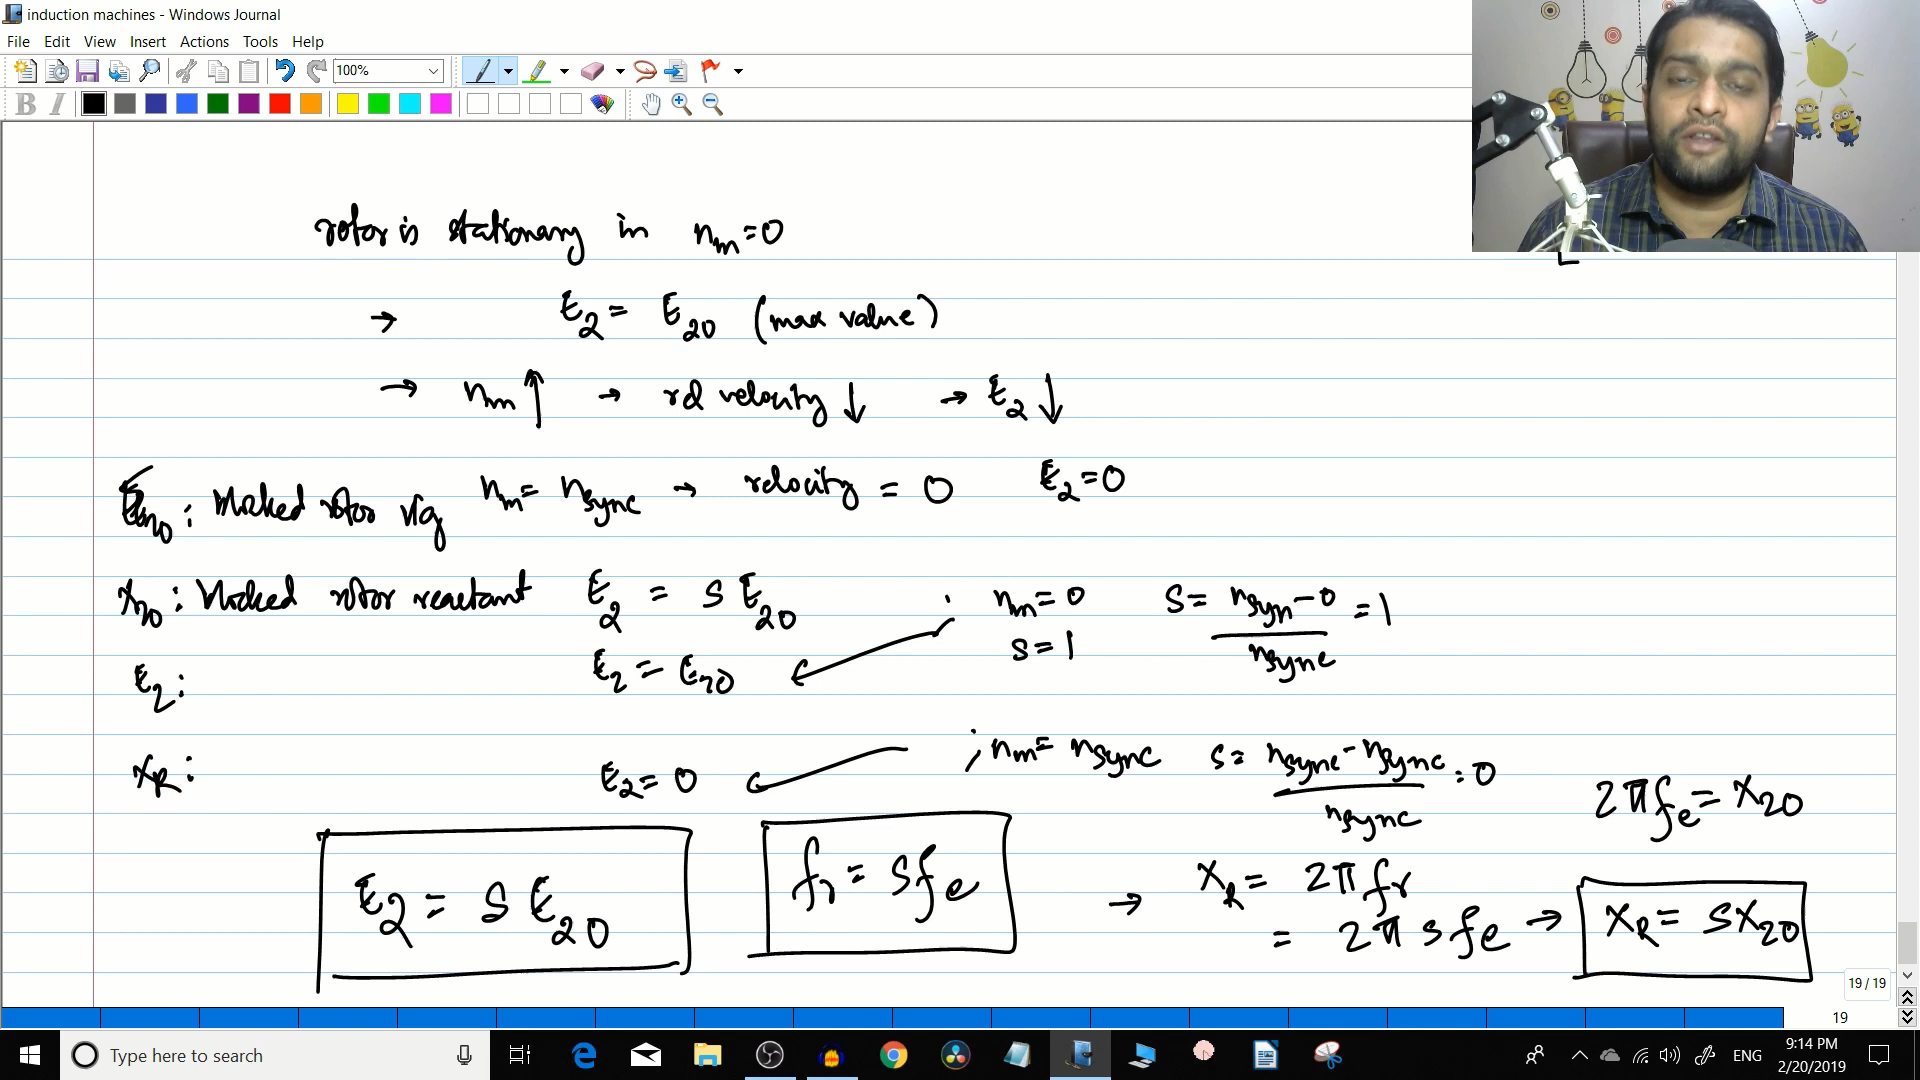 induction machines - Windows Journal
File Edit View Insert Actions Tools Help
100%
B I
rotor is stationary in nm=0
→ E2 = E20 (max value)
→ nm↑ → rel velocity ↓ → E2 ↓
E20: blocked rotor vtg nm = nsync → velocity = 0 E2=0
X20: blocked rotor reactant E2 = s E20 ; nm=0 s = nsyn-0 / nsync = 1
s=1
E2: E2 = E20
XR: E2=0 ; nm= nsync s= nsync-nsync / nsync = 0
2πfe = X20
E2 = s E20 fr = sfe → XR = 2πfr
= 2πsfe → XR = sX20
19 / 19
19
Type here to search
ENG
9:14 PM
2/20/2019